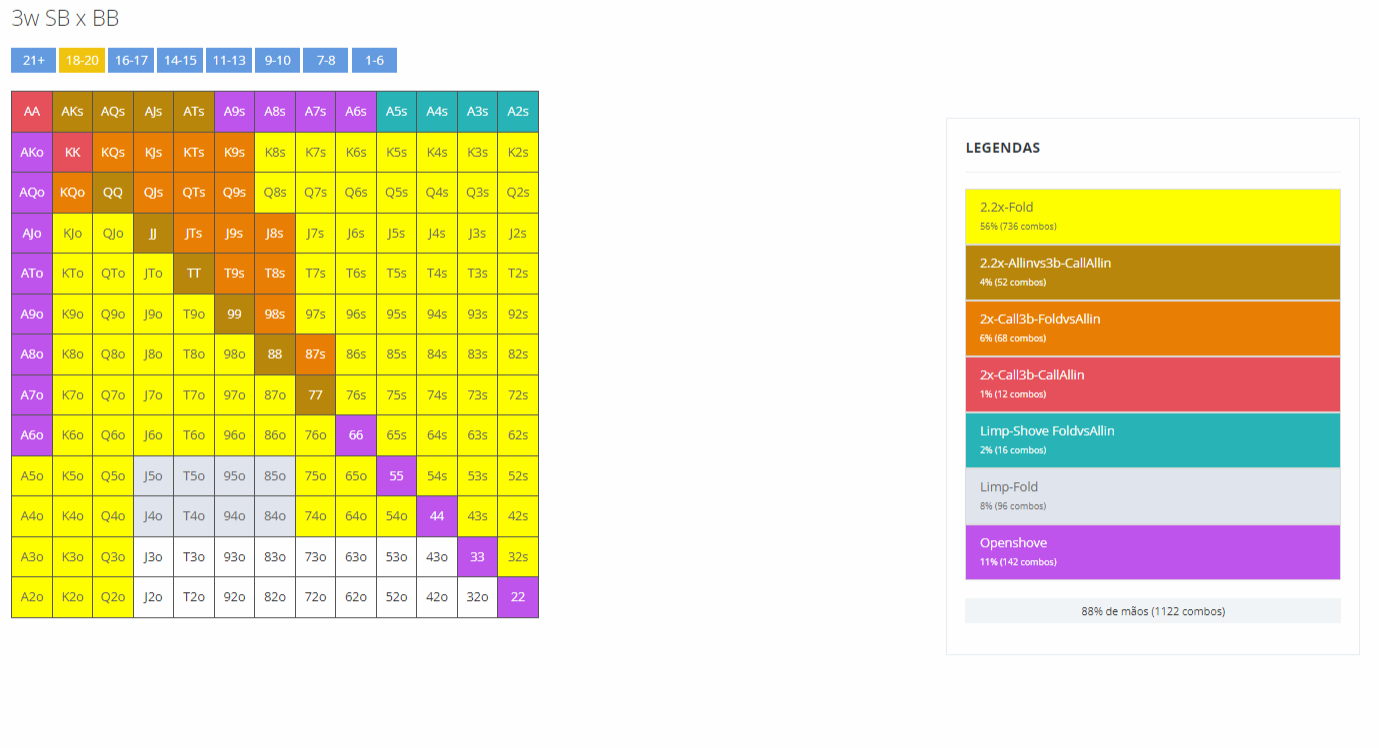 3w SB x BB
21+ 18-20 16-17 14-15 11-13 9-10 7-8 1-6
AA AKs AQs AJs ATs A9s A8s A7s A6s A5s A4s A3s A2s
AKo KK KQs KJs KTs K9s K8s K7s K6s K5s K4s K3s K2s
AQo KQo QQ QJs QTs Q9s Q8s Q7s Q6s Q5s Q4s Q3s Q2s
AJo KJo QJo JJ JTs J9s J8s J7s J6s J5s J4s J3s J2s
ATo KTo QTo JTo TT T9s T8s T7s T6s T5s T4s T3s T2s
A9o K9o Q9o J9o T9o 99 98s 97s 96s 95s 94s 93s 92s
A8o K8o Q8o J8o T8o 98o 88 87s 86s 85s 84s 83s 82s
A7o K7o Q7o J7o T7o 97o 87o 77 76s 75s 74s 73s 72s
A6o K6o Q6o J6o T6o 96o 86o 76o 66 65s 64s 63s 62s
A5o K5o Q5o J5o T5o 95o 85o 75o 65o 55 54s 53s 52s
A4o K4o Q4o J4o T4o 94o 84o 74o 64o 54o 44 43s 42s
A3o K3o Q3o J3o T3o 93o 83o 73o 63o 53o 43o 33 32s
A2o K2o Q2o J2o T2o 92o 82o 72o 62o 52o 42o 32o 22
LEGENDAS
2.2x-Fold
56% (736 combos)
2.2x-Allinvs3b-CallAllin
4% (52 combos)
2x-Call3b-FoldvsAllin
6% (68 combos)
2x-Call3b-CallAllin
1% (12 combos)
Limp-Shove FoldvsAllin
2% (16 combos)
Limp-Fold
8% (96 combos)
Openshove
11% (142 combos)
88% de mãos (1122 combos)